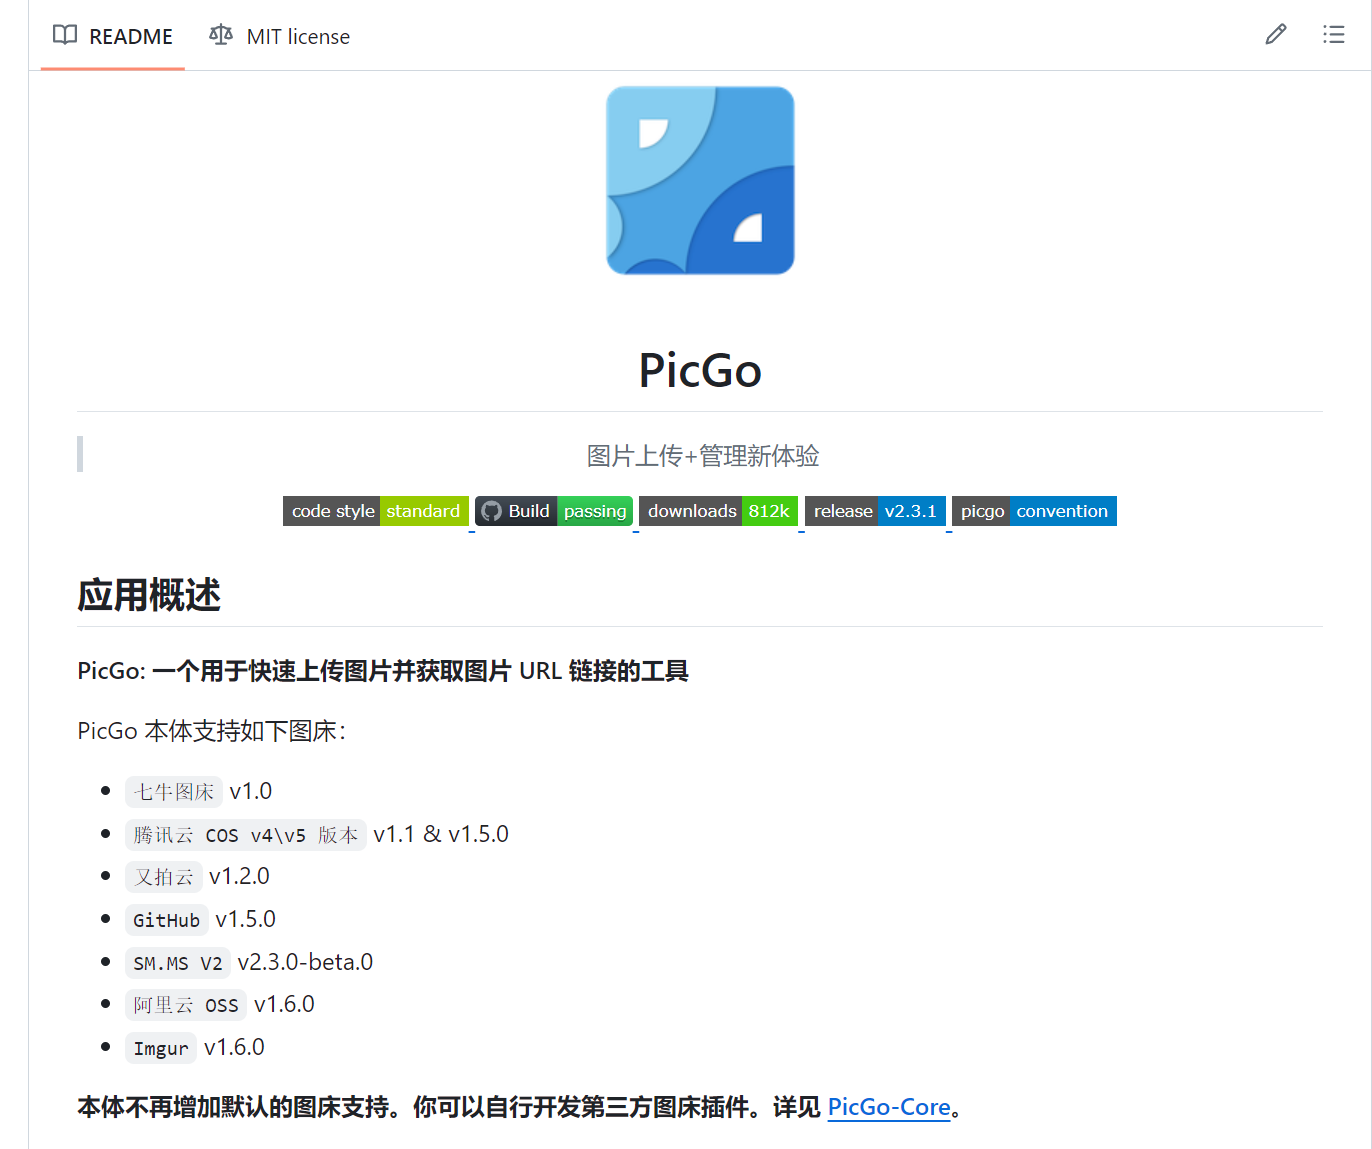 README MIT license
PicGo
图片上传+管理新体验
code style standard Build passing downloads 812k release v2.3.1 picgo convention
应用概述
PicGo: 一个用于快速上传图片并获取图片 URL 链接的工具
PicGo 本体支持如下图床：
七牛图床 v1.0
腾讯云 COS v4\v5 版本 v1.1 & v1.5.0
又拍云 v1.2.0
GitHub v1.5.0
SM.MS V2 v2.3.0-beta.0
阿里云 OSS v1.6.0
Imgur v1.6.0
本体不再增加默认的图床支持。你可以自行开发第三方图床插件。详见 PicGo-Core。